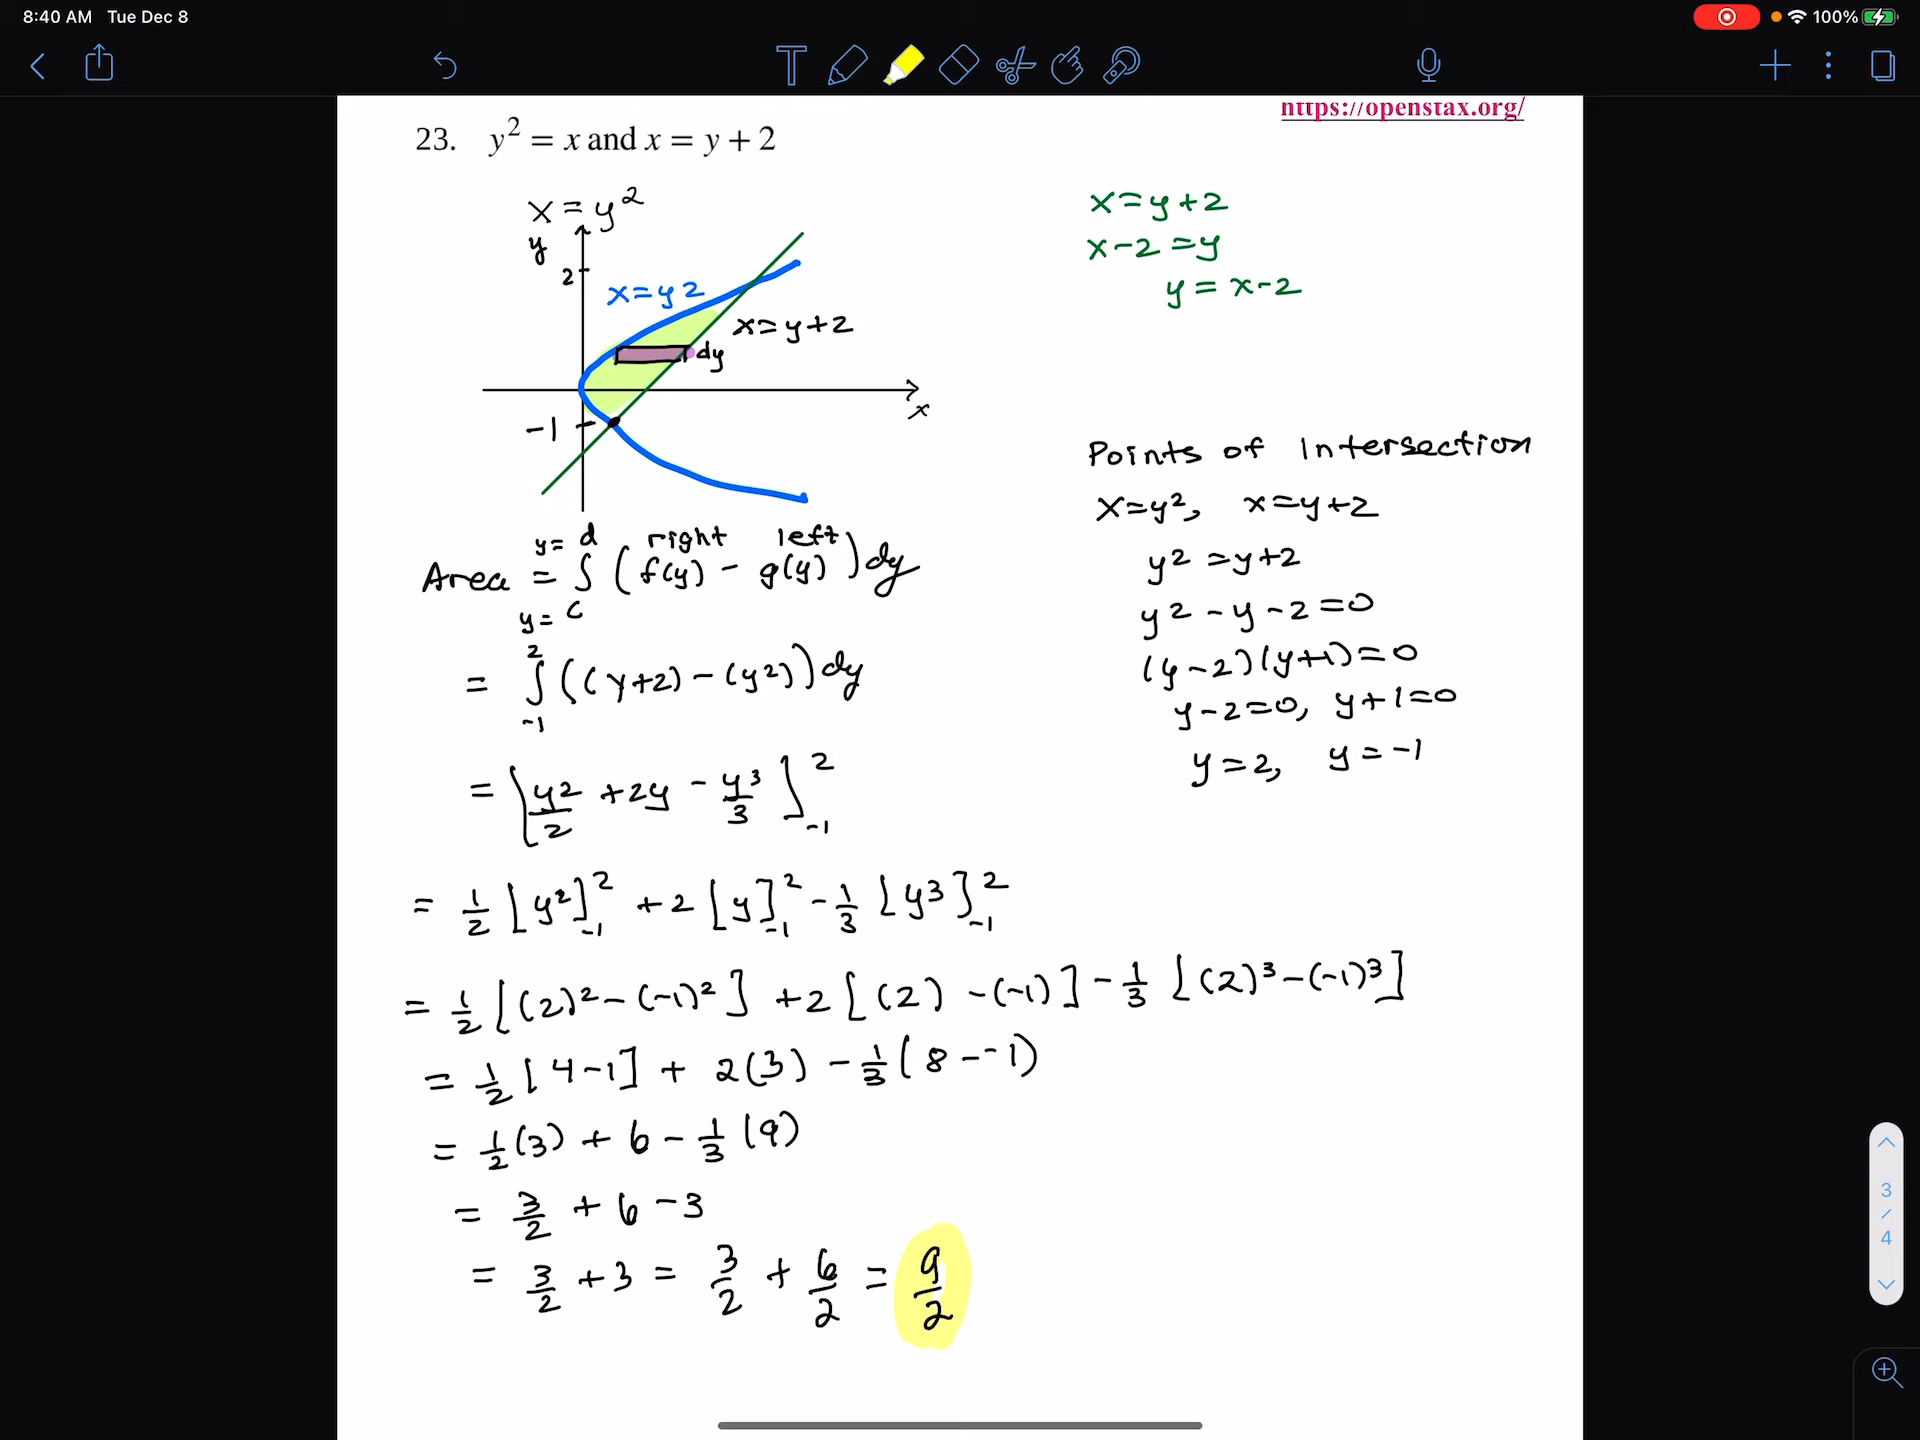 8:40 AM Tue Dec 8
100%
https://openstax.org/
23. y² = x and x = y + 2
x = y²
y
2
x=y2
x=y+2
dy
x
-1
x=y+2
x-2=y
y = x-2
Points of Intersection
x=y², x=y+2
y² =y+2
y² - y - 2 = 0
(y-2)(y+1)=0
y-2=0, y+1=0
y=2, y=-1
y= d right left
Area = ∫ (f(y) - g(y)) dy
y= c
= ∫₋₁² ((y+2) - (y²)) dy
= [y²/2 + 2y - y³/3]₋₁²
= 1/2 [y²]₋₁² + 2 [y]₋₁² - 1/3 [y³]₋₁²
= 1/2 [(2)² - (-1)²] + 2 [(2) - (-1)] - 1/3 [(2)³ - (-1)³]
= 1/2 [4-1] + 2(3) - 1/3 (8 - -1)
= 1/2 (3) + 6 - 1/3 (9)
= 3/2 + 6 - 3
= 3/2 + 3 = 3/2 + 6/2 = 9/2
3
/
4